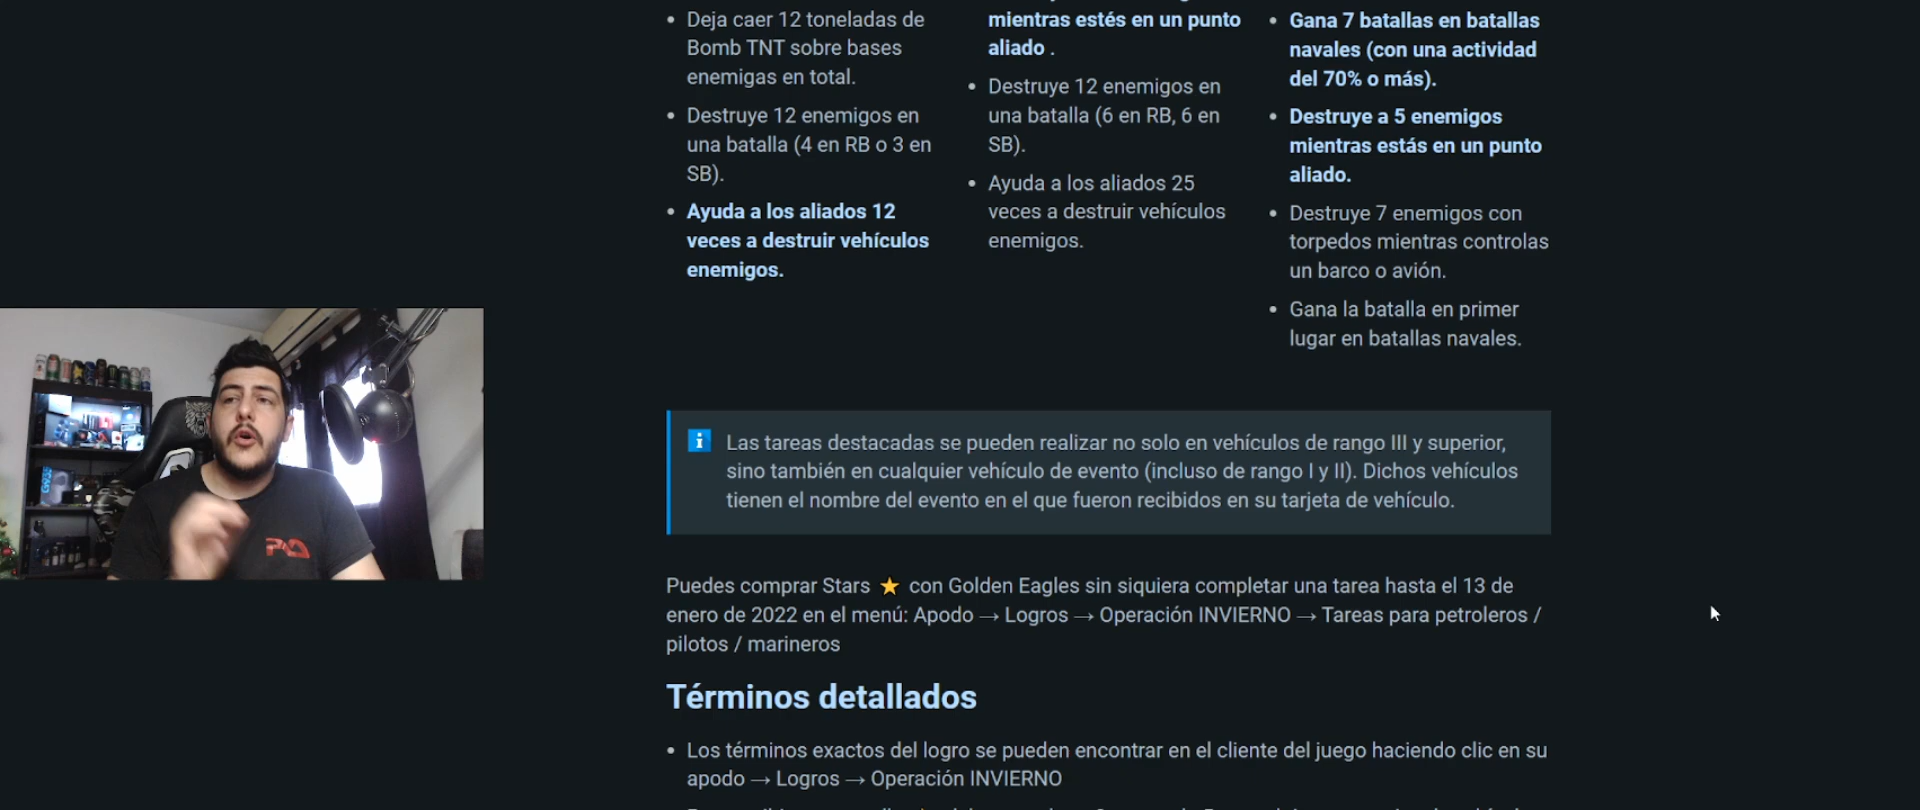 Deja caer 12 toneladas de
Bomb TNT sobre bases
enemigas en total.
Destruye 12 enemigos en
una batalla (4 en RB o 3 en
SB).
Ayuda a los aliados 12
veces a destruir vehículos
enemigos.
mientras estés en un punto
aliado .
Destruye 12 enemigos en
una batalla (6 en RB, 6 en
SB).
Ayuda a los aliados 25
veces a destruir vehículos
enemigos.
Gana 7 batallas en batallas
navales (con una actividad
del 70% o más).
Destruye a 5 enemigos
mientras estás en un punto
aliado.
Destruye 7 enemigos con
torpedos mientras controlas
un barco o avión.
Gana la batalla en primer
lugar en batallas navales.
Las tareas destacadas se pueden realizar no solo en vehículos de rango III y superior,
sino también en cualquier vehículo de evento (incluso de rango I y II). Dichos vehículos
tienen el nombre del evento en el que fueron recibidos en su tarjeta de vehículo.
Puedes comprar Stars ⭐ con Golden Eagles sin siquiera completar una tarea hasta el 13 de
enero de 2022 en el menú: Apodo → Logros → Operación INVIERNO → Tareas para petroleros /
pilotos / marineros
Términos detallados
Los términos exactos del logro se pueden encontrar en el cliente del juego haciendo clic en su
apodo → Logros → Operación INVIERNO